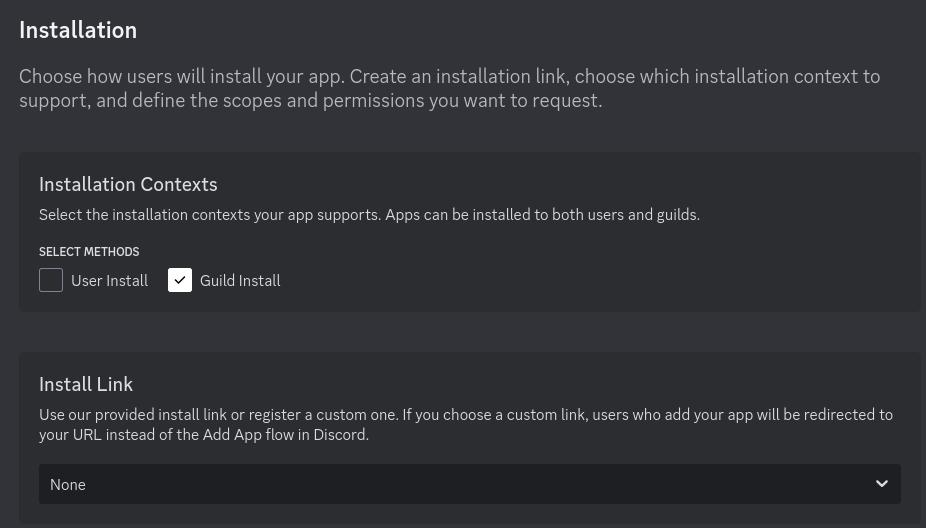 Installation
Choose how users will install your app. Create an installation link, choose which installation context to
support, and define the scopes and permissions you want to request.
Installation Contexts
Select the installation contexts your app supports. Apps can be installed to both users and guilds.
SELECT METHODS
User Install Guild Install
Install Link
Use our provided install link or register a custom one. If you choose a custom link, users who add your app will be redirected to
your URL instead of the Add App flow in Discord.
None